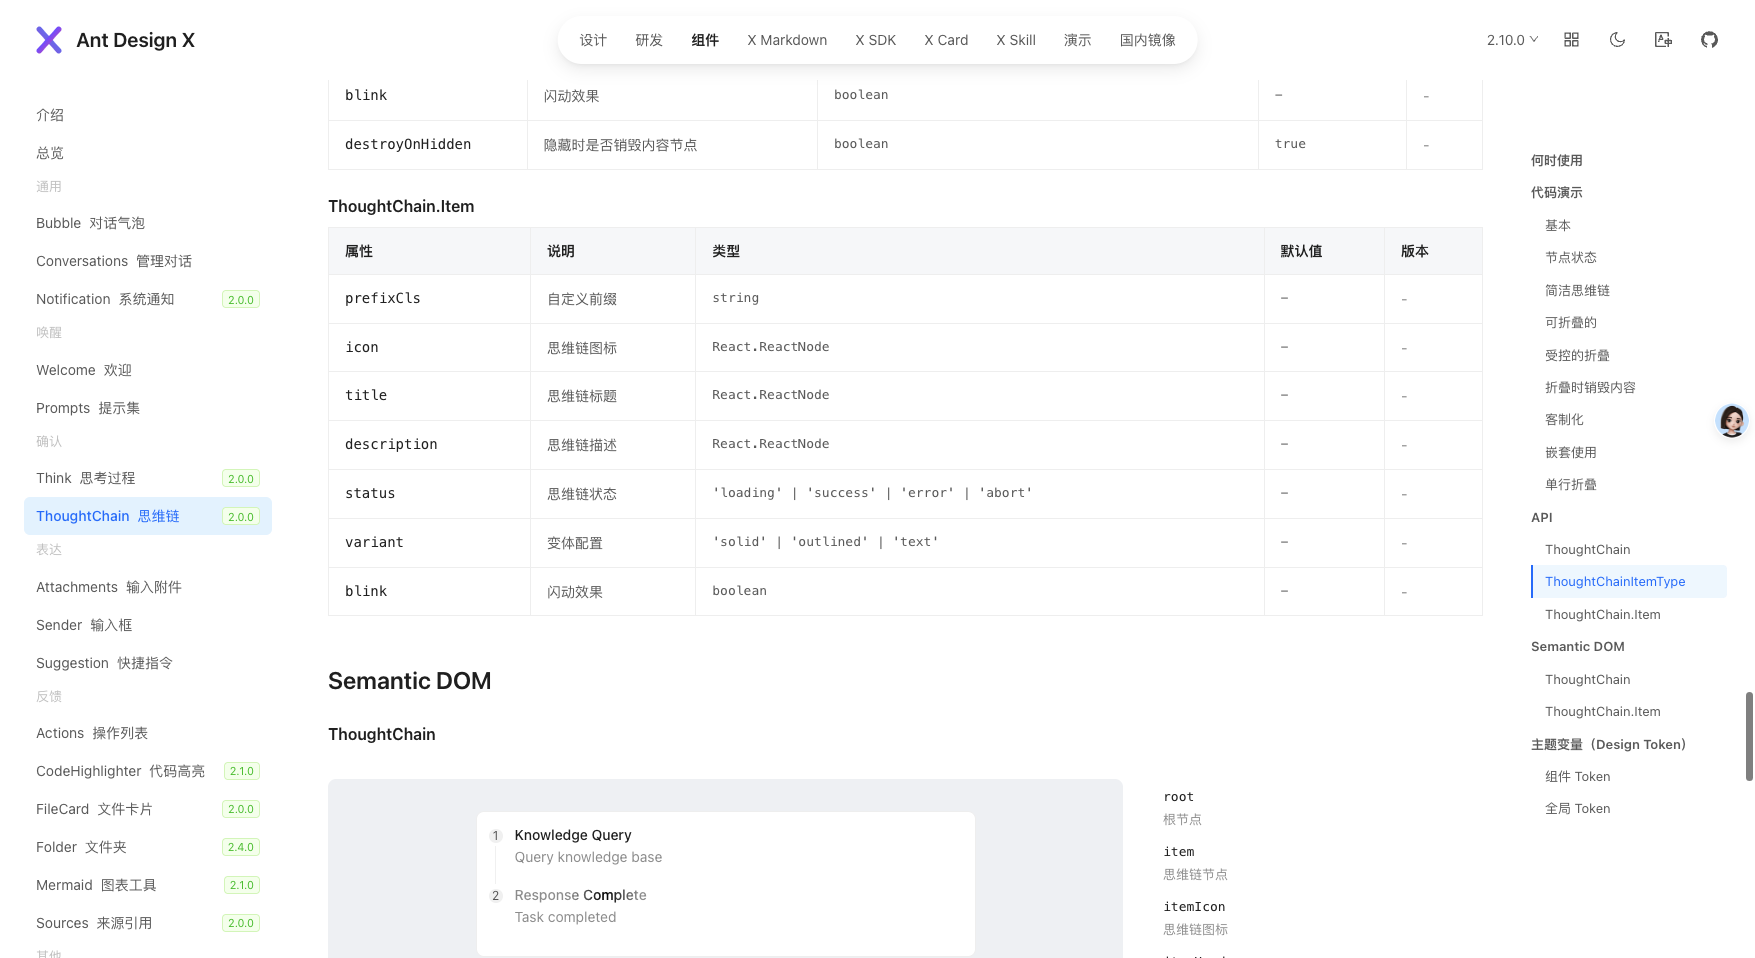 Ant Design X
设计 研发 组件 X Markdown X SDK X Card X Skill 演示 国内镜像
2.10.0
介绍
总览
通用
Bubble 对话气泡
Conversations 管理对话
Notification 系统通知 2.0.0
唤醒
Welcome 欢迎
Prompts 提示集
确认
Think 思考过程 2.0.0
ThoughtChain 思维链 2.0.0
表达
Attachments 输入附件
Sender 输入框
Suggestion 快捷指令
反馈
Actions 操作列表
CodeHighlighter 代码高亮 2.1.0
FileCard 文件卡片 2.0.0
Folder 文件夹 2.4.0
Mermaid 图表工具 2.1.0
Sources 来源引用 2.0.0
其他
blink 闪动效果 boolean – -
destroyOnHidden 隐藏时是否销毁内容节点 boolean true -
ThoughtChain.Item
属性 说明 类型 默认值 版本
prefixCls 自定义前缀 string – -
icon 思维链图标 React.ReactNode – -
title 思维链标题 React.ReactNode – -
description 思维链描述 React.ReactNode – -
status 思维链状态 'loading' | 'success' | 'error' | 'abort' – -
variant 变体配置 'solid' | 'outlined' | 'text' – -
blink 闪动效果 boolean – -
Semantic DOM
ThoughtChain
1 Knowledge Query
Query knowledge base
2 Response Complete
Task completed
root
根节点
item
思维链节点
itemIcon
思维链图标
何时使用
代码演示
基本
节点状态
简洁思维链
可折叠的
受控的折叠
折叠时销毁内容
客制化
嵌套使用
单行折叠
API
ThoughtChain
ThoughtChainItemType
ThoughtChain.Item
Semantic DOM
ThoughtChain
ThoughtChain.Item
主题变量（Design Token）
组件 Token
全局 Token